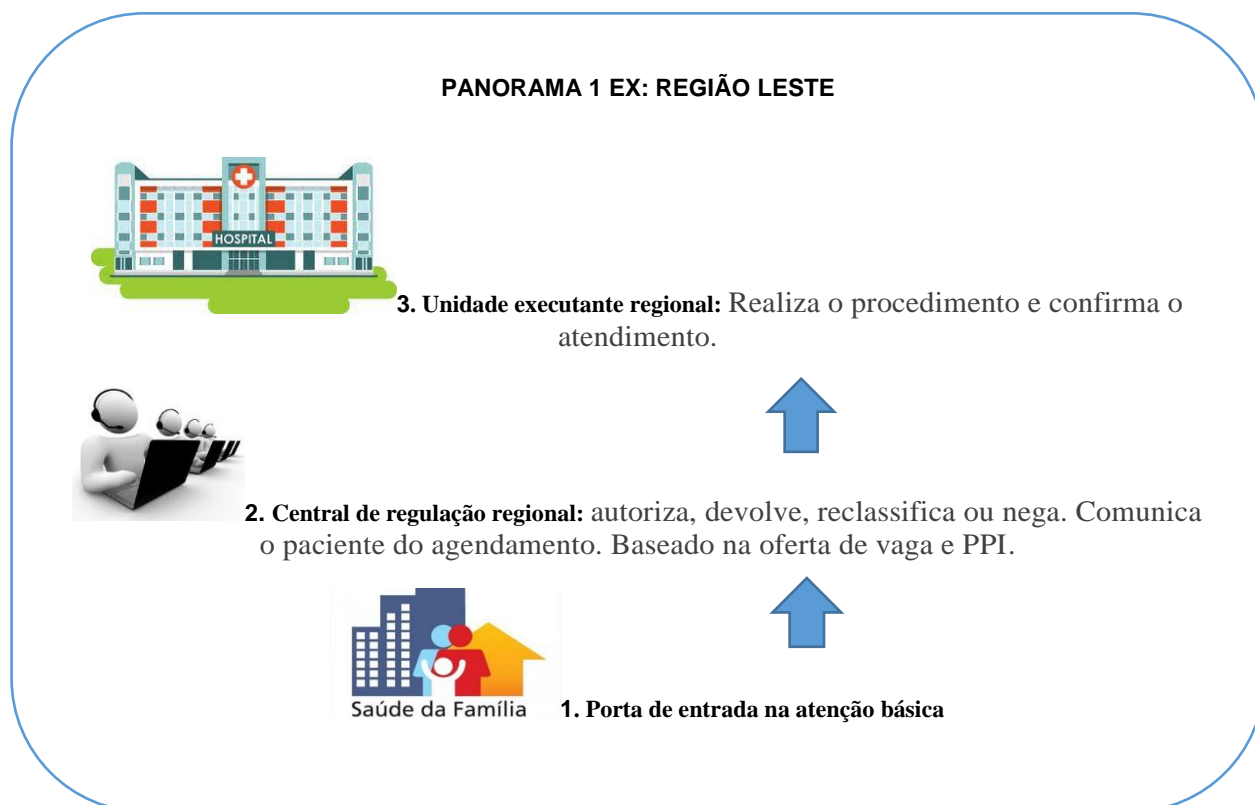 PANORAMA 1 EX: REGIÃO LESTE
HOSPITAL
3. Unidade executante regional: Realiza o procedimento e confirma o
atendimento.
2. Central de regulação regional: autoriza, devolve, reclassifica ou nega. Comunica
o paciente do agendamento. Baseado na oferta de vaga e PPI.
Saúde da Família
1. Porta de entrada na atenção básica